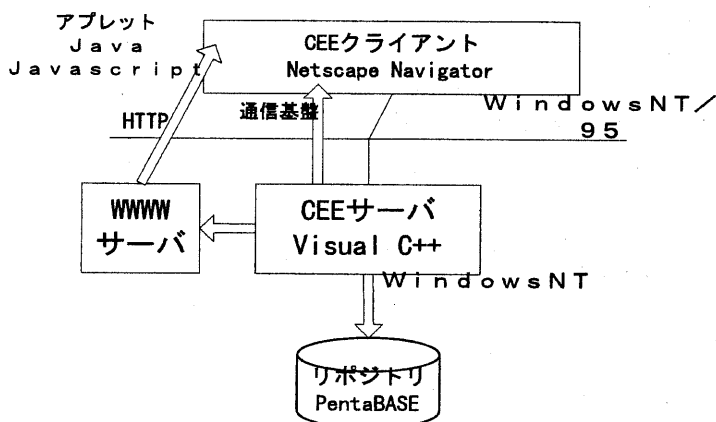 アプレット
Java
Javascript
CEEクライアント
Netscape Navigator
WindowsNT/
95
HTTP
通信基盤
WWWW
サーバ
CEEサーバ
Visual C++
WindowsNT
リポジトリ
PentaBASE